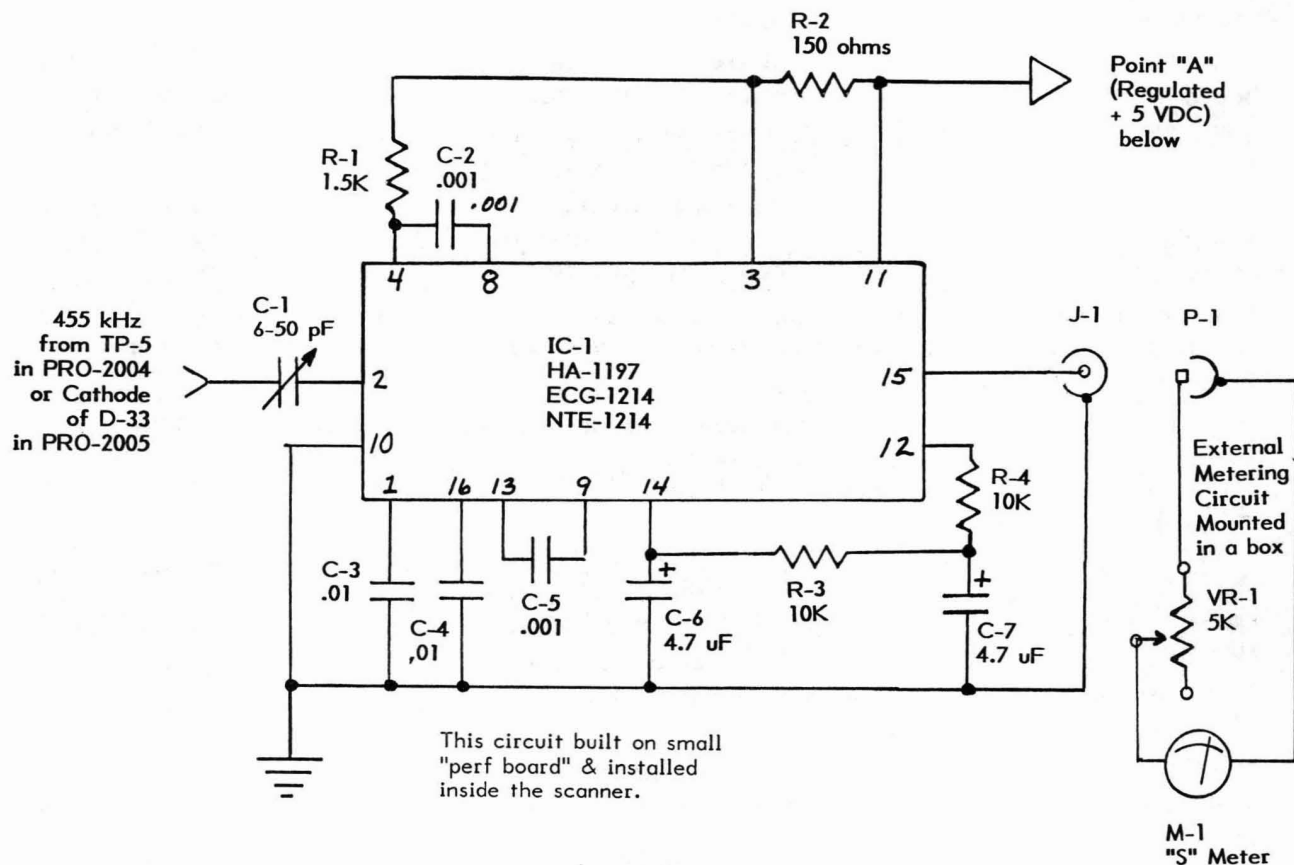 R-2
150 ohms
Point "A"
(Regulated
+ 5 VDC)
below
R-1
1.5K
C-2
.001
.001
4
8
3
11
455 kHz
from TP-5
in PRO-2004
or Cathode
of D-33
in PRO-2005
C-1
6-50 pF
2
10
IC-1
HA-1197
ECG-1214
NTE-1214
15
12
J-1
P-1
1
16
13
9
14
External
Metering
Circuit
Mounted
in a box
R-4
10K
C-3
.01
C-4
,01
C-5
.001
+
C-6
4.7 uF
R-3
10K
+
C-7
4.7 uF
VR-1
5K
This circuit built on small
"perf board" & installed
inside the scanner.
M-1
"S" Meter